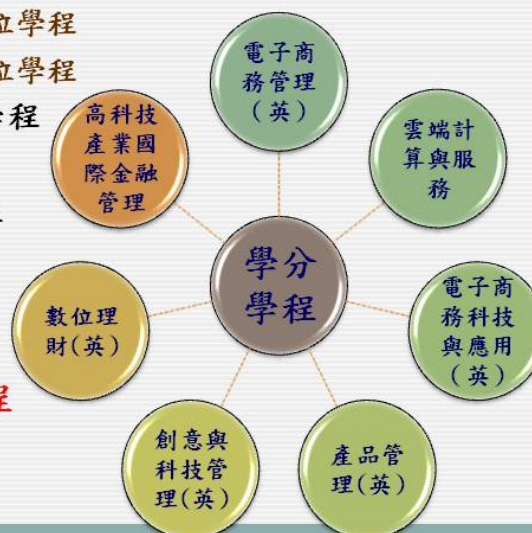 位學程
位學程
學程
程
電子商
務管理
(英)
雲端計
算與服
務
電子商
務科技
與應用
(英)
產品管
理(英)
創意與
科技管
理(英)
數位理
財(英)
高科技
產業國
際金融
管理
學分
學程